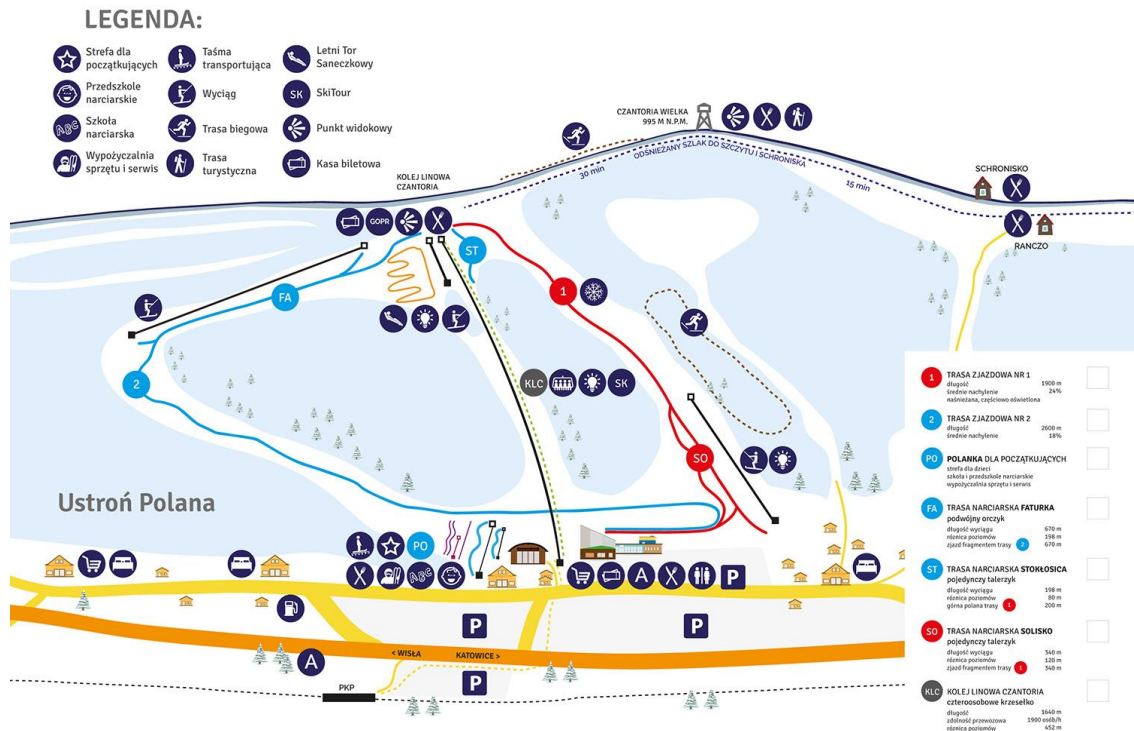 LEGENDA:
Strefa dla
początkujących
Taśma
transportująca
Letni Tor
Saneczkowy
Przedszkole
narciarskie
Wyciąg
SK
SkiTour
ABC
Szkoła
narciarska
Trasa biegowa
Punkt widokowy
Wypożyczalnia
sprzętu i serwis
Trasa
turystyczna
Kasa biletowa
CZANTORIA WIELKA
995 M N.P.M.
ODŚNIEŻANY SZLAK DO SZCZYTU I SCHRONISKA
30 min
15 min
KOLEJ LINOWA
CZANTORIA
SCHRONISKO
RANCZO
GOPR
ST
FA
1
2
KLC
SK
SO
Ustroń Polana
PO
ABC
A
P
P
P
P
A
< WISŁA
KATOWICE >
PKP
1
TRASA ZJAZDOWA NR 1
długość 1900 m
średnie nachylenie 24%
naśnieżana, częściowo oświetlona
2
TRASA ZJAZDOWA NR 2
długość 2600 m
średnie nachylenie 18%
PO
POLANKA DLA POCZĄTKUJĄCYCH
strefa dla dzieci
szkoła i przedszkole narciarskie
wypożyczalnia sprzętu i serwis
FA
TRASA NARCIARSKA FATURKA
podwójny orczyk
długość wyciągu 670 m
różnica poziomów 198 m
zjazd fragmentem trasy 2 670 m
ST
TRASA NARCIARSKA STOKŁOSICA
pojedynczy talerzyk
długość wyciągu 198 m
różnica poziomów 80 m
górna polana trasy 1 200 m
SO
TRASA NARCIARSKA SOLISKO
pojedynczy talerzyk
długość wyciągu 340 m
różnica poziomów 120 m
zjazd fragmentem trasy 1 340 m
KLC
KOLEJ LINOWA CZANTORIA
czteroosobowe krzesełko
długość 1640 m
zdolność przewozowa 1900 osób/h
różnica poziomów 452 m